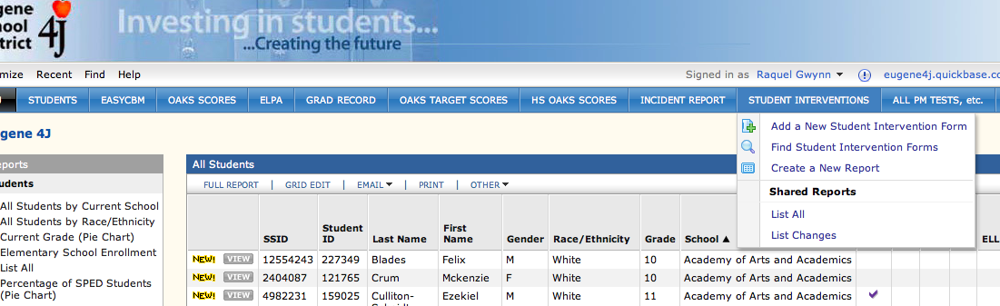 gene
hool
trict 4J
Investing in students...
...Creating the future
mize Recent Find Help
Signed in as Raquel Gwynn
eugene4j.quickbase.co
STUDENTS EASYCBM OAKS SCORES ELPA GRAD RECORD OAKS TARGET SCORES HS OAKS SCORES INCIDENT REPORT STUDENT INTERVENTIONS ALL PM TESTS, etc.
Add a New Student Intervention Form
Find Student Intervention Forms
Create a New Report
Shared Reports
List All
List Changes
gene 4J
eports
udents
All Students by Current School
All Students by Race/Ethnicity
Current Grade (Pie Chart)
Elementary School Enrollment
List All
Percentage of SPED Students
(Pie Chart)
All Students
FULL REPORT | GRID EDIT | EMAIL | PRINT | OTHER
SSID Student ID Last Name First Name Gender Race/Ethnicity Grade School ELL
NEW! VIEW 12554243 227349 Blades Felix M White 10 Academy of Arts and Academics
NEW! VIEW 2404087 121765 Crum Mckenzie F White 10 Academy of Arts and Academics
NEW! VIEW 4982231 159025 Culliton- Ezekiel M White 11 Academy of Arts and Academics